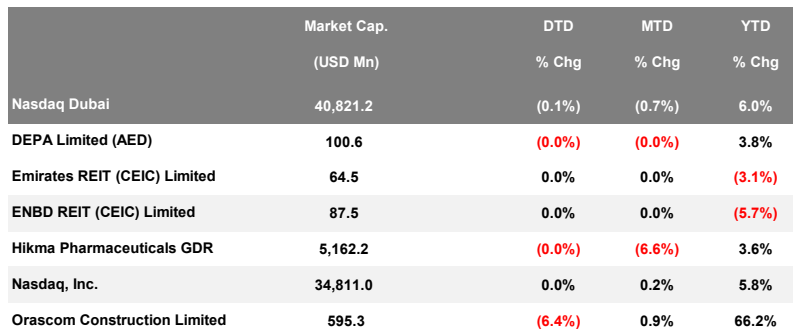 Market Cap. DTD MTD YTD
(USD Mn) % Chg % Chg % Chg
Nasdaq Dubai 40,821.2 (0.1%) (0.7%) 6.0%
DEPA Limited (AED) 100.6 (0.0%) (0.0%) 3.8%
Emirates REIT (CEIC) Limited 64.5 0.0% 0.0% (3.1%)
ENBD REIT (CEIC) Limited 87.5 0.0% 0.0% (5.7%)
Hikma Pharmaceuticals GDR 5,162.2 (0.0%) (6.6%) 3.6%
Nasdaq, Inc. 34,811.0 0.0% 0.2% 5.8%
Orascom Construction Limited 595.3 (6.4%) 0.9% 66.2%